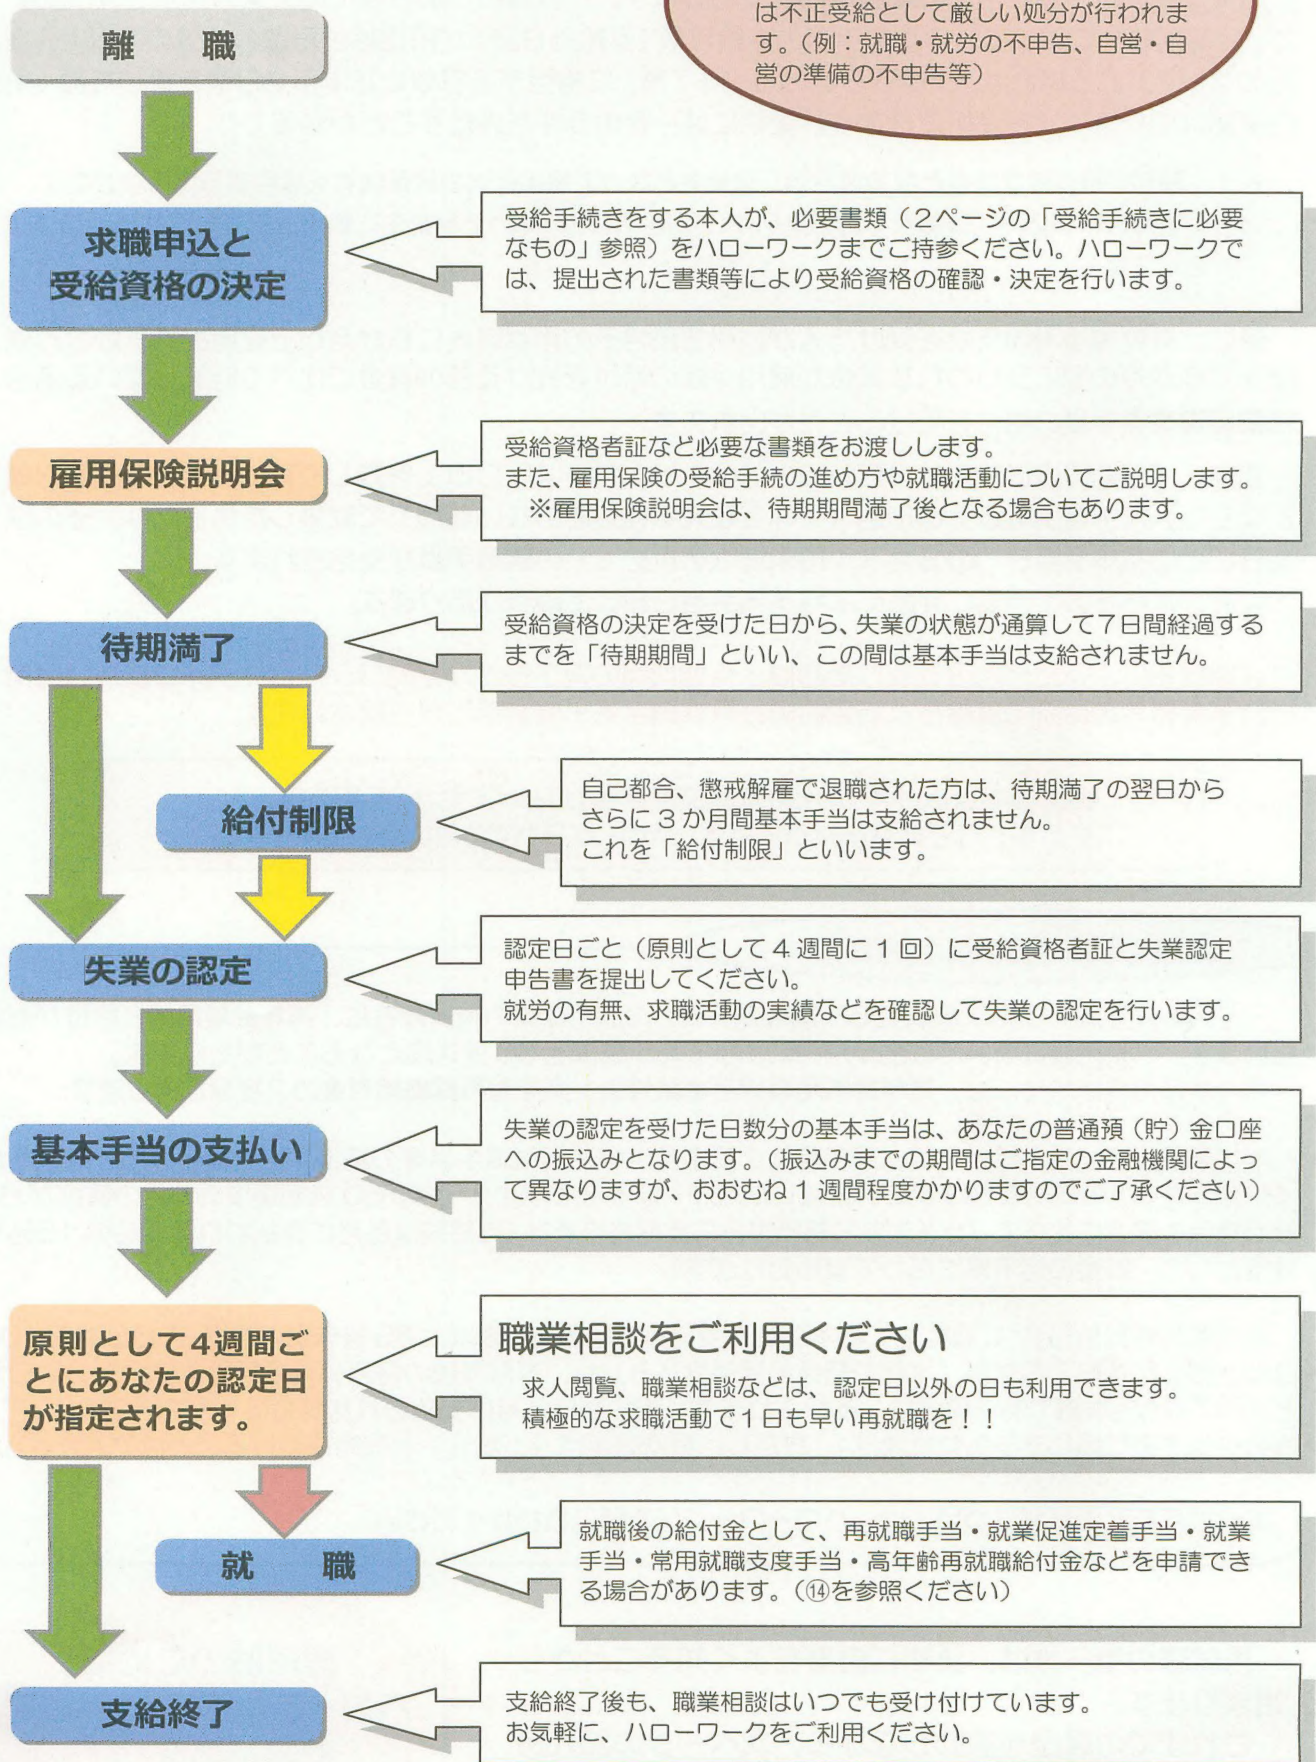 は不正受給として厳しい処分が行われま
す。（例：就職・就労の不申告、自営・自
営の準備の不申告等）
離　職
求職申込と
受給資格の決定
受給手続きをする本人が、必要書類（２ページの「受給手続きに必要
なもの」参照）をハローワークまでご持参ください。ハローワークで
は、提出された書類等により受給資格の確認・決定を行います。
雇用保険説明会
受給資格者証など必要な書類をお渡しします。
また、雇用保険の受給手続の進め方や就職活動についてご説明します。
※雇用保険説明会は、待期期間満了後となる場合もあります。
待期満了
受給資格の決定を受けた日から、失業の状態が通算して７日間経過する
までを「待期期間」といい、この間は基本手当は支給されません。
給付制限
自己都合、懲戒解雇で退職された方は、待期満了の翌日から
さらに３か月間基本手当は支給されません。
これを「給付制限」といいます。
失業の認定
認定日ごと（原則として４週間に１回）に受給資格者証と失業認定
申告書を提出してください。
就労の有無、求職活動の実績などを確認して失業の認定を行います。
基本手当の支払い
失業の認定を受けた日数分の基本手当は、あなたの普通預（貯）金口座
への振込みとなります。（振込みまでの期間はご指定の金融機関によっ
て異なりますが、おおむね１週間程度かかりますのでご了承ください）
原則として4週間ご
とにあなたの認定日
が指定されます。
職業相談をご利用ください
求人閲覧、職業相談などは、認定日以外の日も利用できます。
積極的な求職活動で１日も早い再就職を！！
就　職
就職後の給付金として、再就職手当・就業促進定着手当・就業
手当・常用就職支度手当・高年齢再就職給付金などを申請でき
る場合があります。（⑭を参照ください）
支給終了
支給終了後も、職業相談はいつでも受け付けています。
お気軽に、ハローワークをご利用ください。